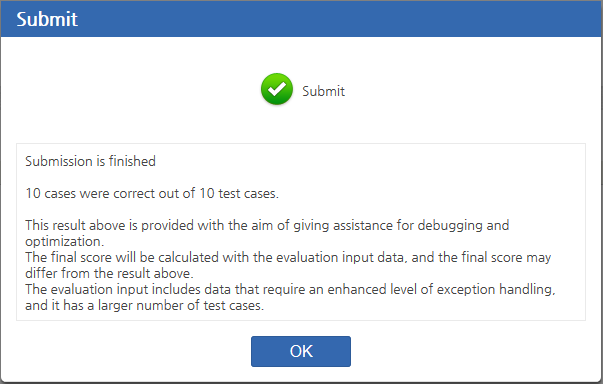 Submit
Submit
Submission is finished
10 cases were correct out of 10 test cases.
This result above is provided with the aim of giving assistance for debugging and
optimization.
The final score will be calculated with the evaluation input data, and the final score may
differ from the result above.
The evaluation input includes data that require an enhanced level of exception handling,
and it has a larger number of test cases.
OK